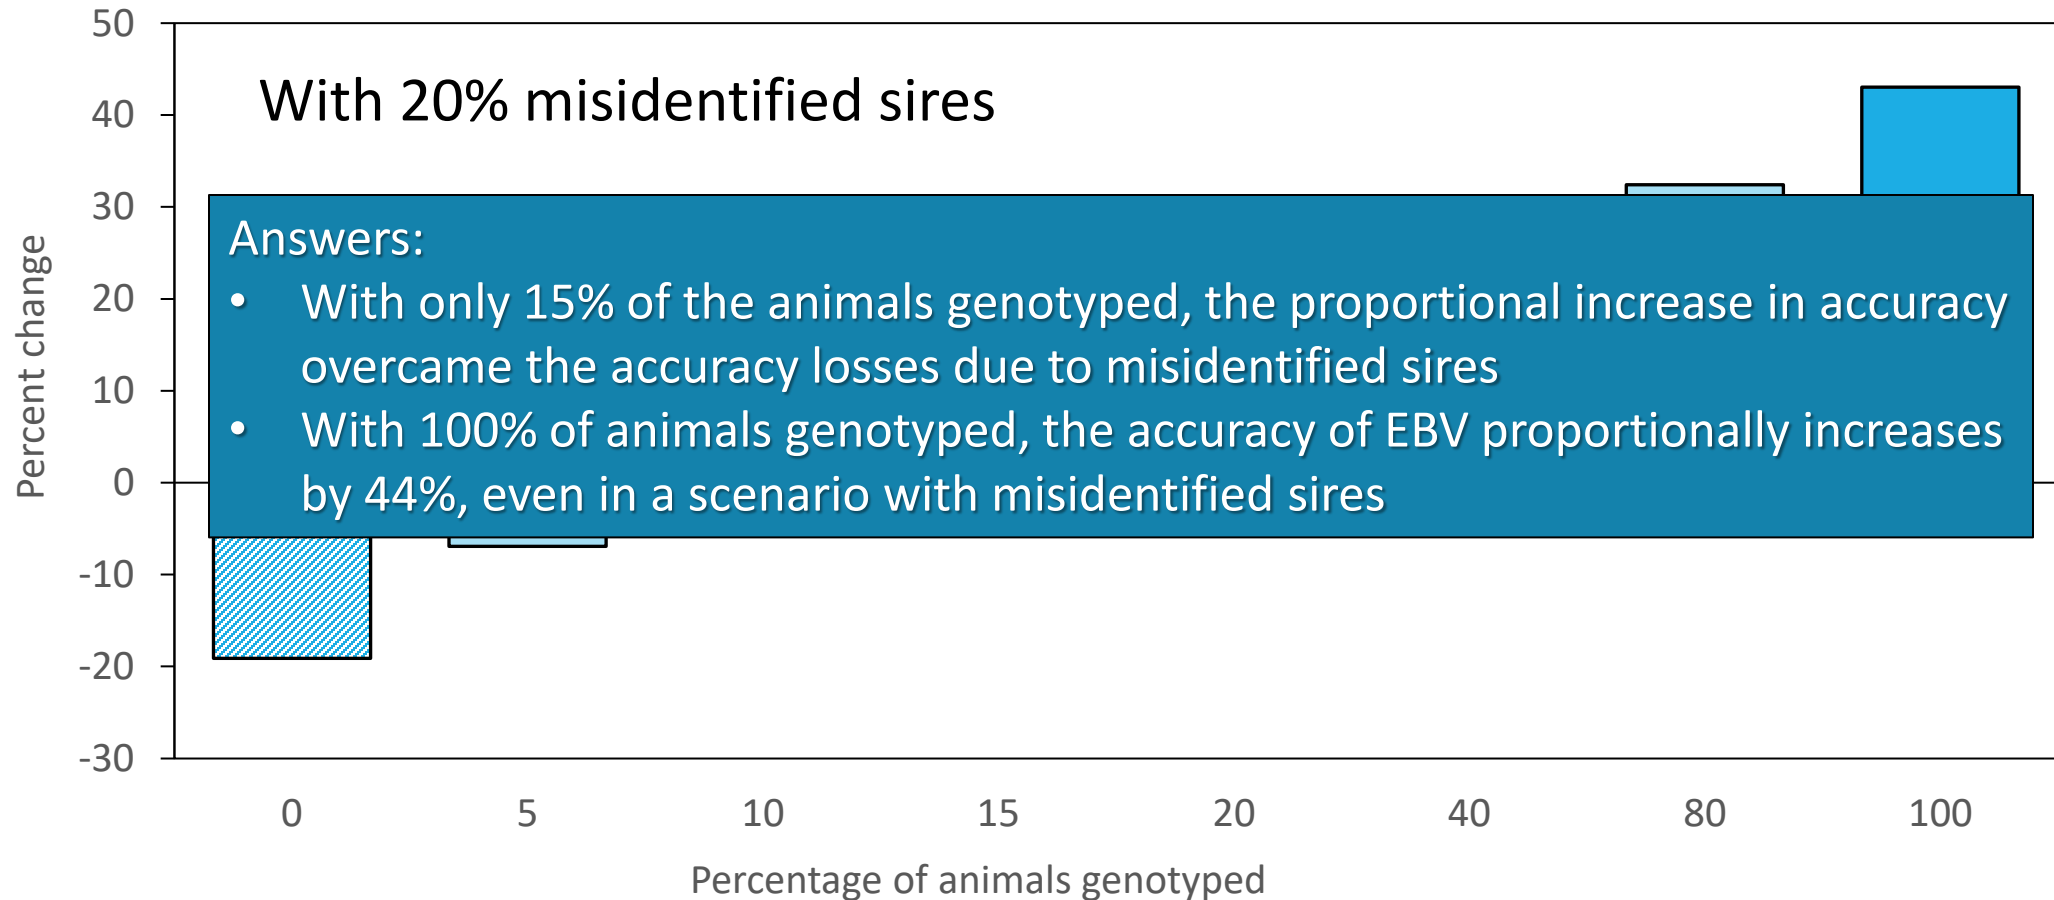 50
With 20% misidentified sires
40
30
Answers:
• With only 15% of the animals genotyped, the proportional increase in accuracy
overcame the accuracy losses due to misidentified sires
• With 100% of animals genotyped, the accuracy of EBV proportionally increases
by 44%, even in a scenario with misidentified sires
20
10
0
-10
-20
-30
Percent change
0 5 10 15 20 40 80 100
Percentage of animals genotyped